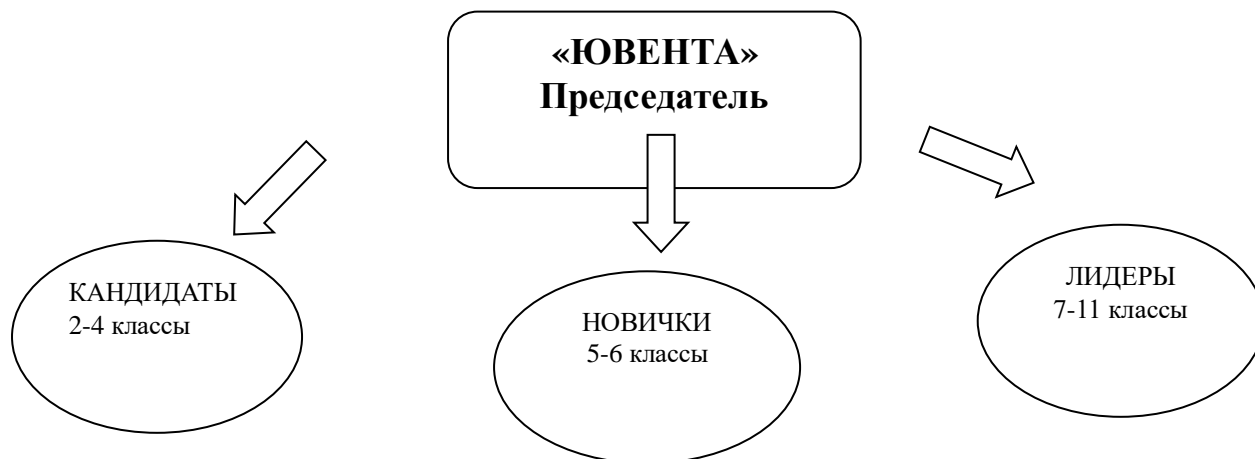 «ЮВЕНТА»
Председатель
КАНДИДАТЫ
2-4 классы
НОВИЧКИ
5-6 классы
ЛИДЕРЫ
7-11 классы